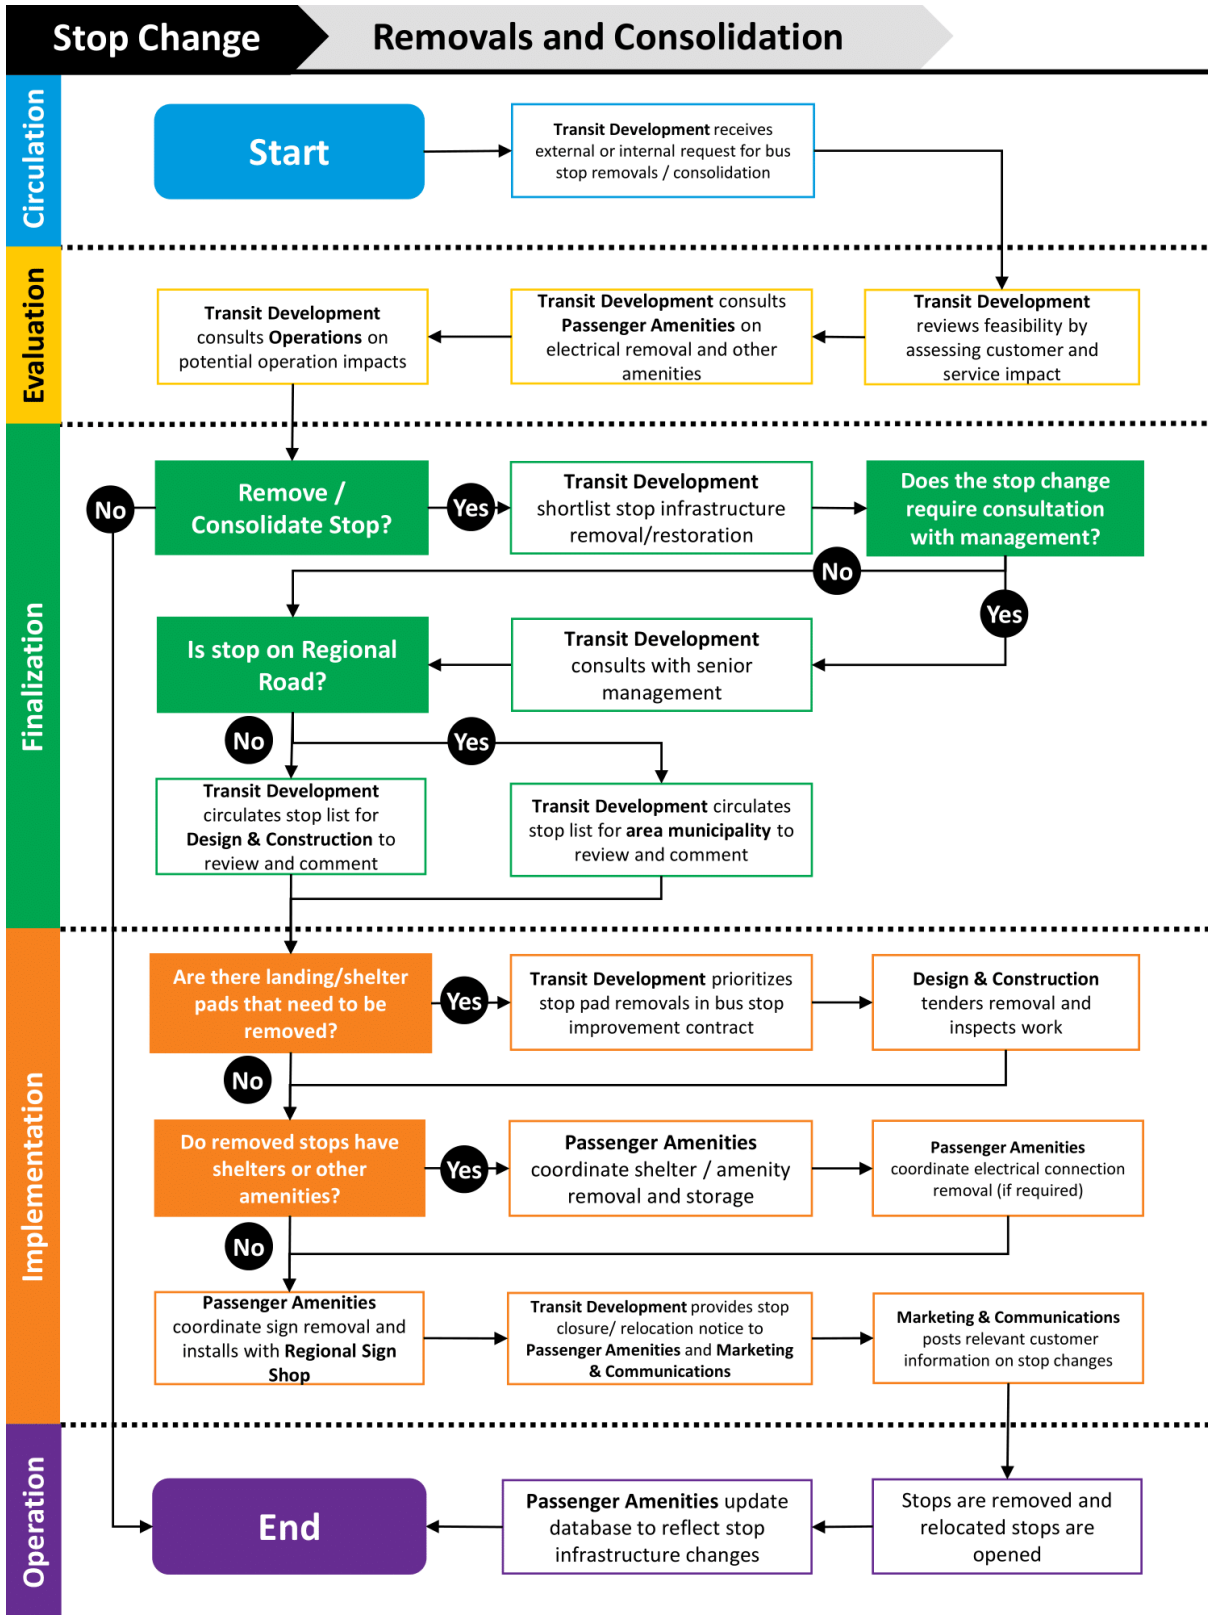 Stop Change
Removals and Consolidation
Circulation
Start
Transit Development receives
external or internal request for bus
stop removals / consolidation
Evaluation
Transit Development
consults Operations on
potential operation impacts
Transit Development consults
Passenger Amenities on
electrical removal and other
amenities
Transit Development
reviews feasibility by
assessing customer and
service impact
Finalization
No
Remove /
Consolidate Stop?
Yes
Transit Development
shortlist stop infrastructure
removal/restoration
Does the stop change
require consultation
with management?
No
Yes
Is stop on Regional
Road?
Transit Development
consults with senior
management
No
Yes
Transit Development
circulates stop list for
Design & Construction to
review and comment
Transit Development circulates
stop list for area municipality to
review and comment
Implementation
Are there landing/shelter
pads that need to be
removed?
Yes
Transit Development prioritizes
stop pad removals in bus stop
improvement contract
Design & Construction
tenders removal and
inspects work
No
Do removed stops have
shelters or other
amenities?
Yes
Passenger Amenities
coordinate shelter / amenity
removal and storage
Passenger Amenities
coordinate electrical connection
removal (if required)
No
Passenger Amenities
coordinate sign removal and
installs with Regional Sign
Shop
Transit Development provides stop
closure/ relocation notice to
Passenger Amenities and Marketing
& Communications
Marketing & Communications
posts relevant customer
information on stop changes
Operation
End
Passenger Amenities update
database to reflect stop
infrastructure changes
Stops are removed and
relocated stops are
opened